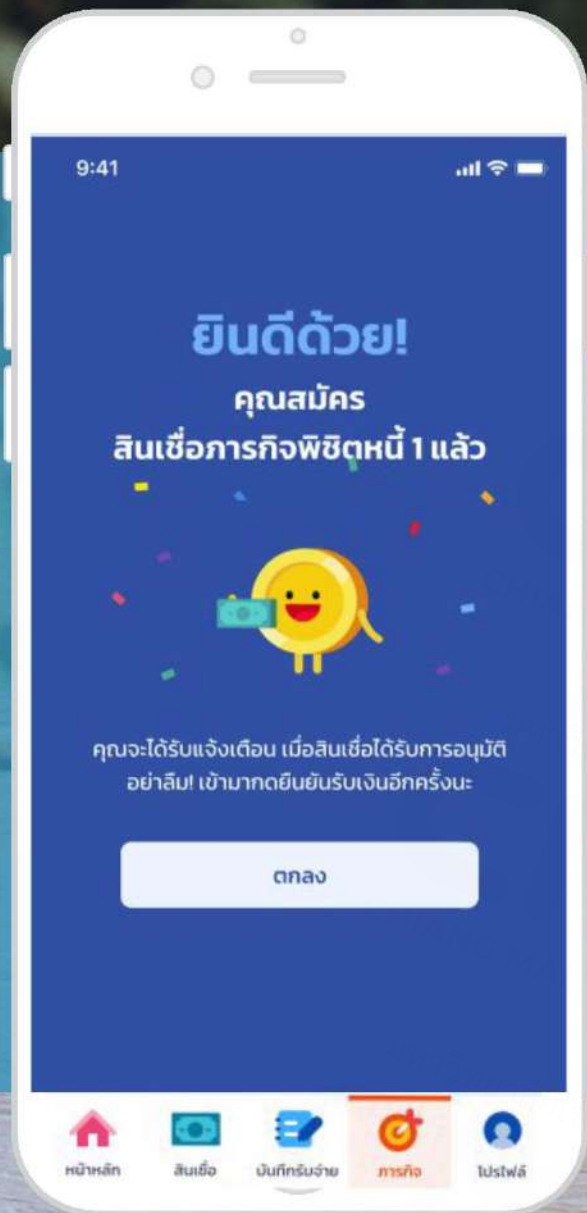 9:41
ยินดีด้วย!
คุณสมัคร
สินเชื่อภารกิจพิชิตหนี้ 1 แล้ว
คุณจะได้รับแจ้งเตือน เมื่อสินเชื่อได้รับการอนุมัติ
อย่าลืม! เข้ามากดยืนยันรับเงินอีกครั้งนะ
ตกลง
หน้าหลัก สินเชื่อ บันทึกรับจ่าย ภารกิจ โปรไฟล์